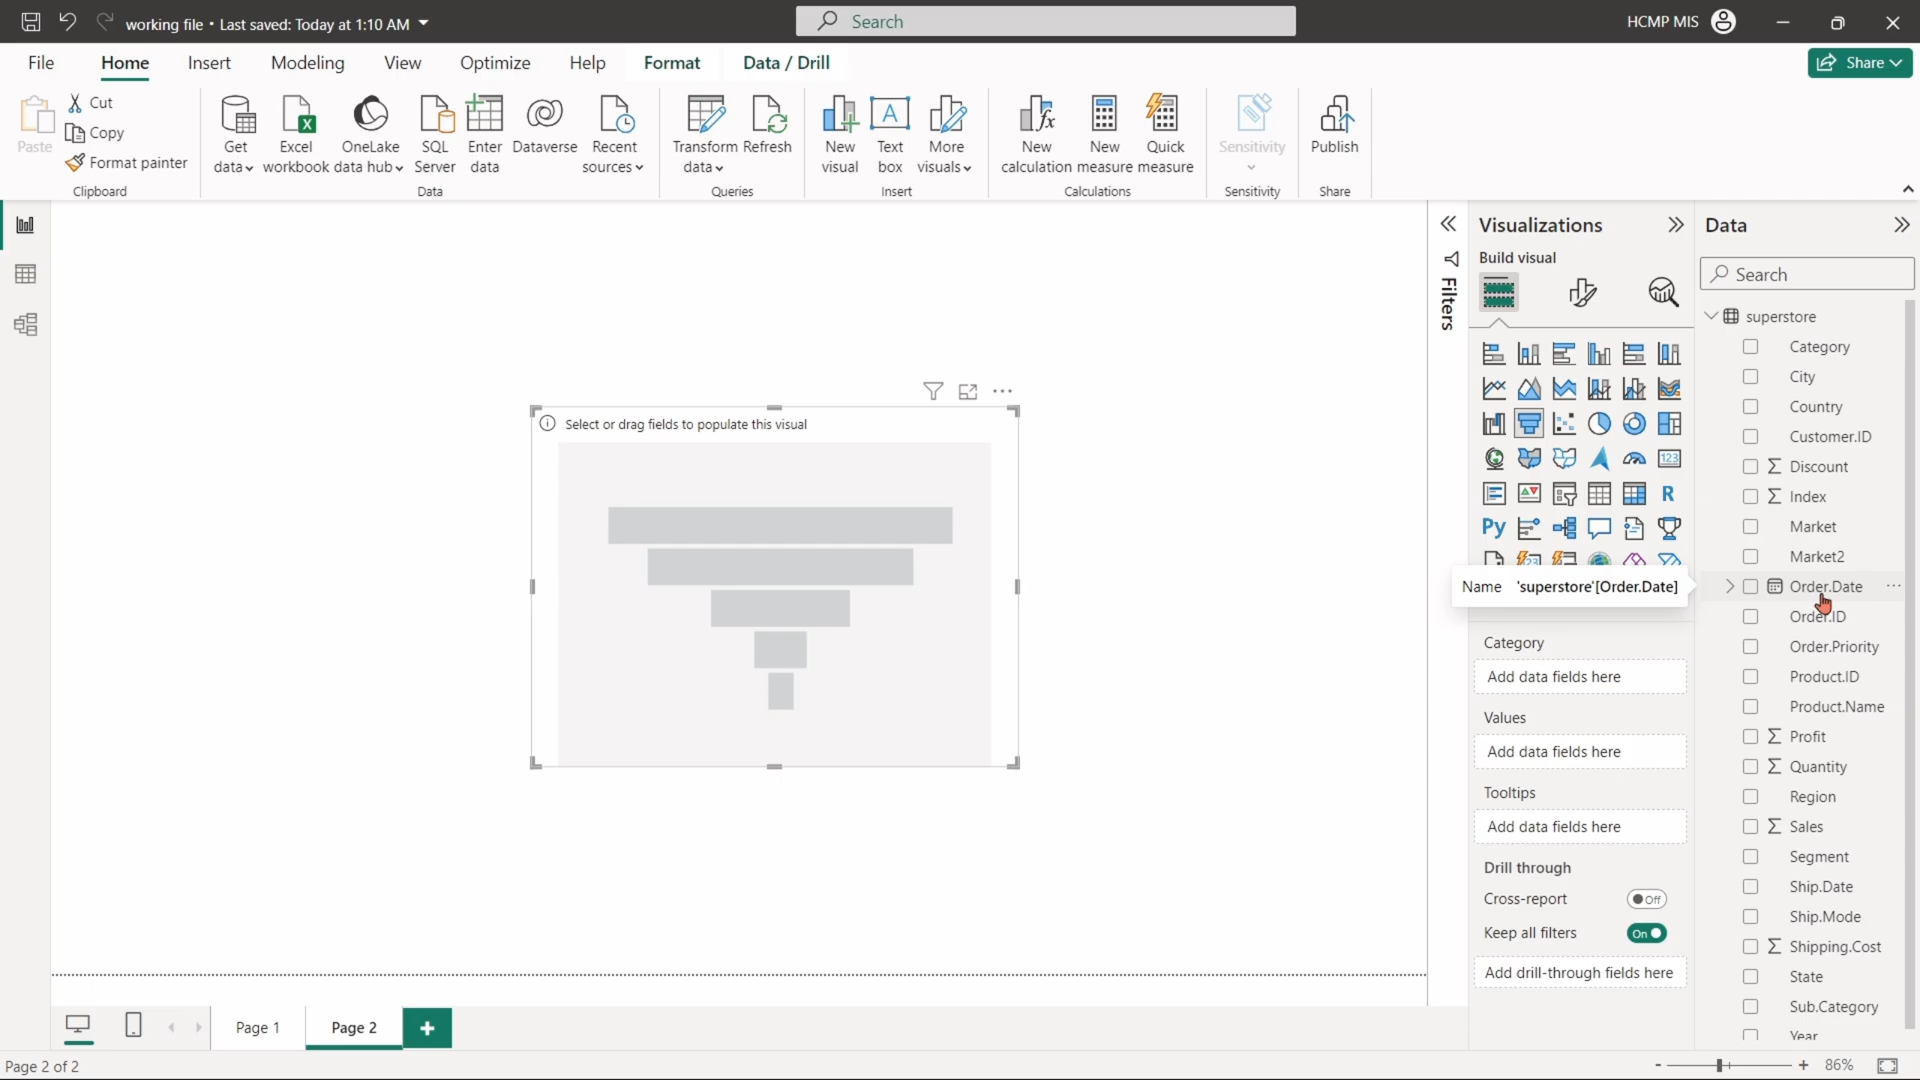 working file • Last saved: Today at 1:10 AM
Search
HCMP MIS
File
Home
Insert
Modeling
View
Optimize
Help
Format
Data / Drill
Share
Paste
Cut
Copy
Format painter
Clipboard
Get data
Excel workbook
OneLake data hub
SQL Server
Enter data
Dataverse
Recent sources
Data
Transform data
Refresh
Queries
New visual
A
Text box
More visuals
Insert
New calculation
New measure
Quick measure
Calculations
Sensitivity
Sensitivity
Publish
Share
Select or drag fields to populate this visual
Filters
Visualizations
Build visual
123
R
Py
123
Name 'superstore'[Order.Date]
Category
Add data fields here
Values
Add data fields here
Tooltips
Add data fields here
Drill through
Cross-report
Off
Keep all filters
On
Add drill-through fields here
Data
Search
superstore
Category
City
Country
Customer.ID
∑ Discount
∑ Index
Market
Market2
Order.Date
Order.ID
Order.Priority
Product.ID
Product.Name
∑ Profit
∑ Quantity
Region
∑ Sales
Segment
Ship.Date
Ship.Mode
∑ Shipping.Cost
State
Sub.Category
Year
Page 1
Page 2
+
Page 2 of 2
- + 86%